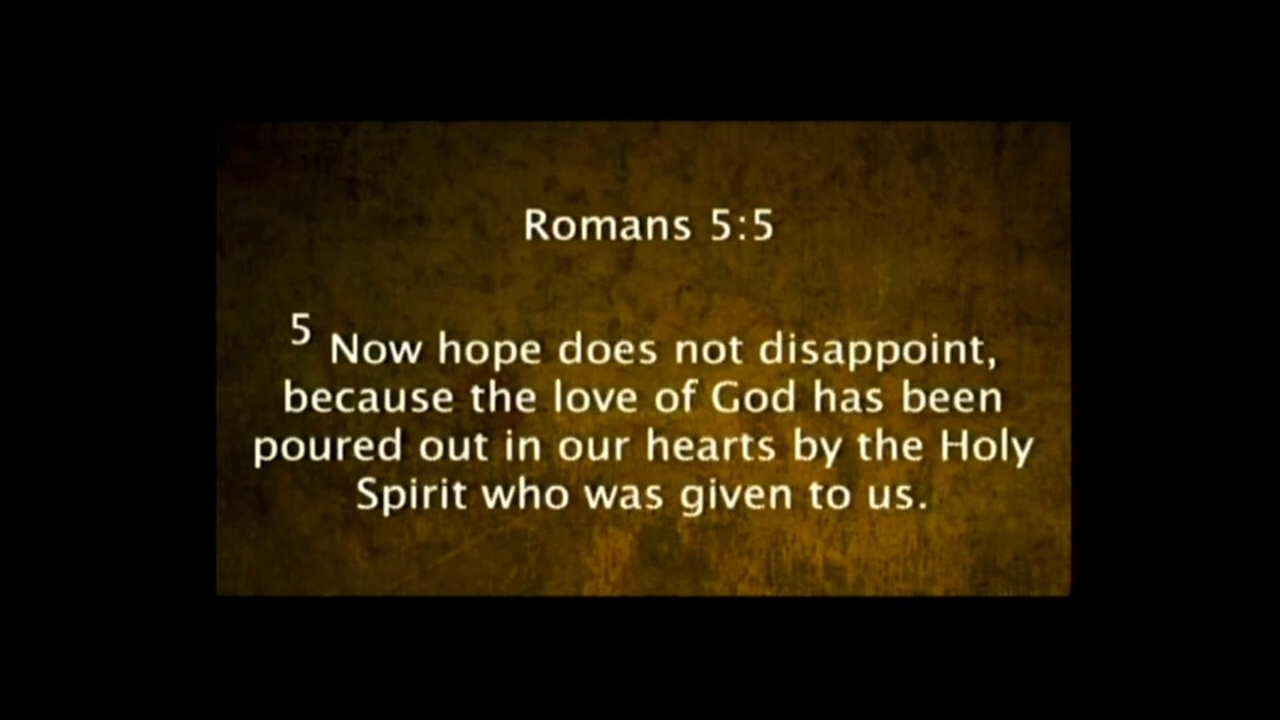 Romans 5:5
5 Now hope does not disappoint,
because the love of God has been
poured out in our hearts by the Holy
Spirit who was given to us.